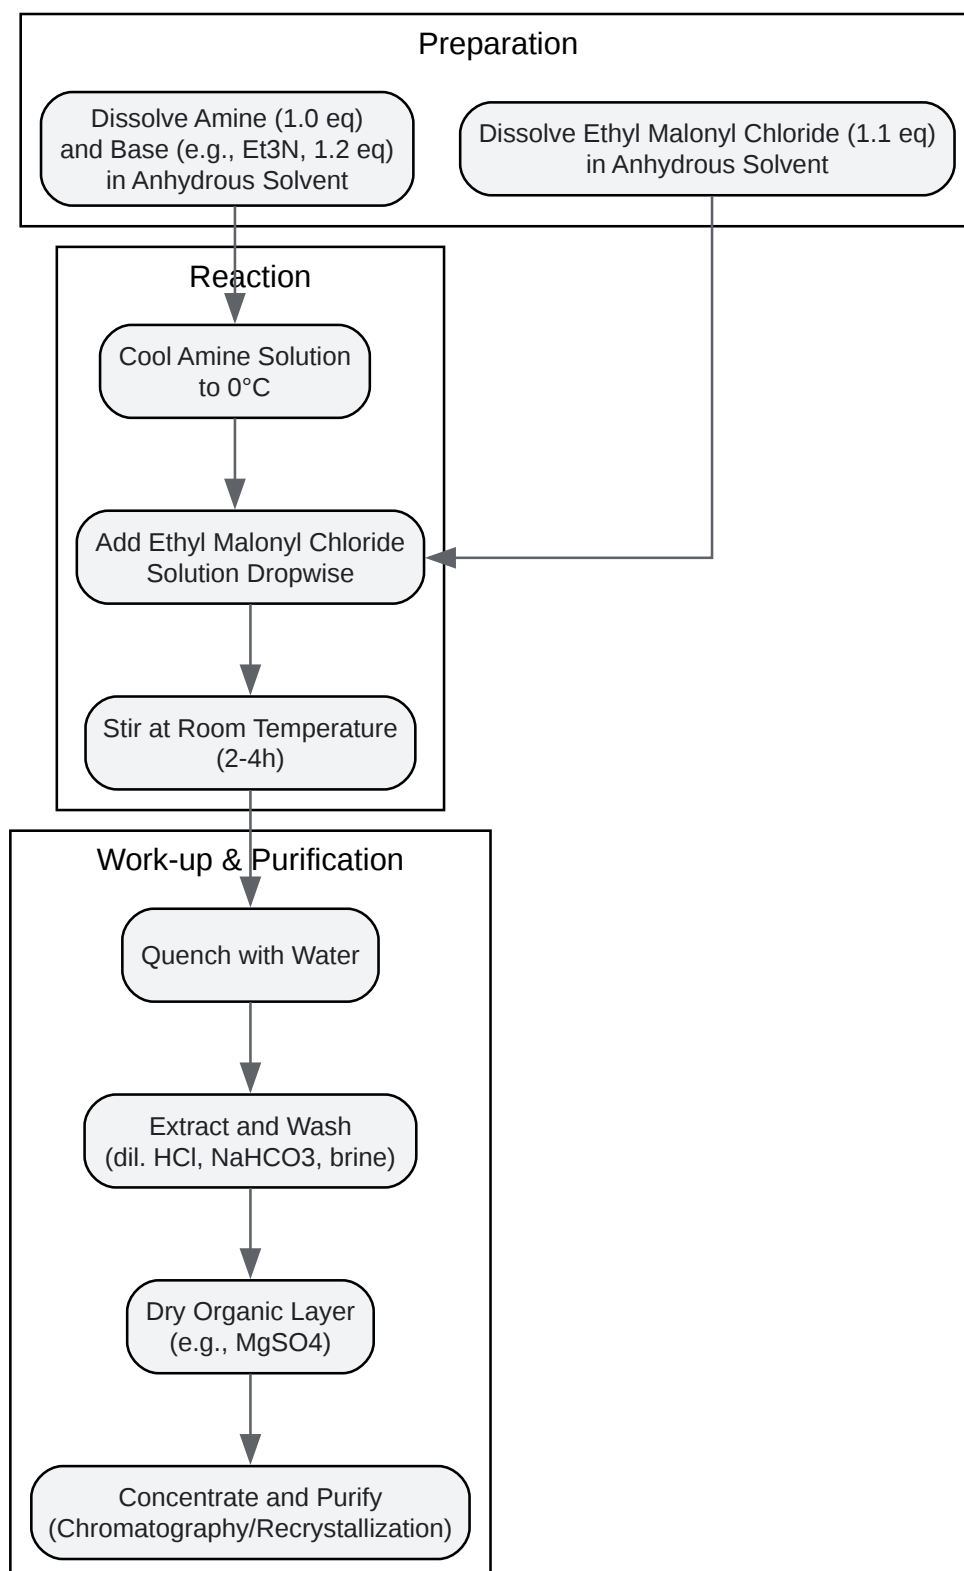 Preparation
Dissolve Amine (1.0 eq)
and Base (e.g., Et3N, 1.2 eq)
in Anhydrous Solvent
Dissolve Ethyl Malonyl Chloride (1.1 eq)
in Anhydrous Solvent
Reaction
Cool Amine Solution
to 0°C
Add Ethyl Malonyl Chloride
Solution Dropwise
Stir at Room Temperature
(2-4h)
Work-up & Purification
Quench with Water
Extract and Wash
(dil. HCl, NaHCO3, brine)
Dry Organic Layer
(e.g., MgSO4)
Concentrate and Purify
(Chromatography/Recrystallization)